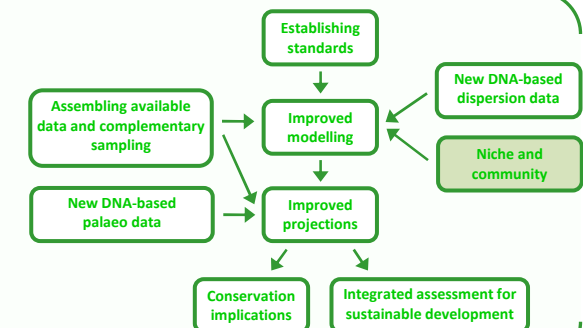 Establishing
standards
New DNA-based
dispersion data
Assembling available
data and complementary
sampling
Improved
modelling
Niche and
community
New DNA-based
palaeo data
Improved
projections
Conservation
implications
Integrated assessment for
sustainable development